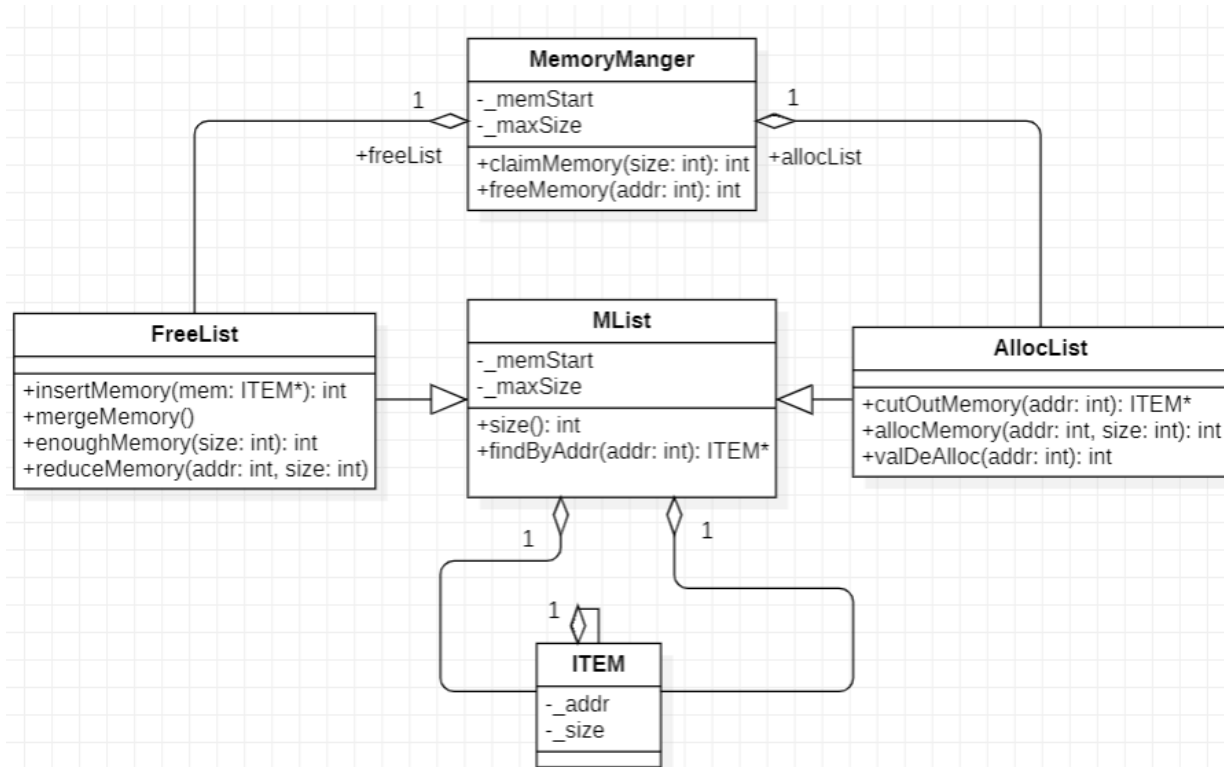 MemoryManger
-_memStart
-_maxSize
+claimMemory(size: int): int
+freeMemory(addr: int): int
1
+freeList
1
+allocList
FreeList
+insertMemory(mem: ITEM*): int
+mergeMemory()
+enoughMemory(size: int): int
+reduceMemory(addr: int, size: int)
MList
-_memStart
-_maxSize
+size(): int
+findByAddr(addr: int): ITEM*
AllocList
+cutOutMemory(addr: int): ITEM*
+allocMemory(addr: int, size: int): int
+valDeAlloc(addr: int): int
1
1
1
ITEM
-_addr
-_size